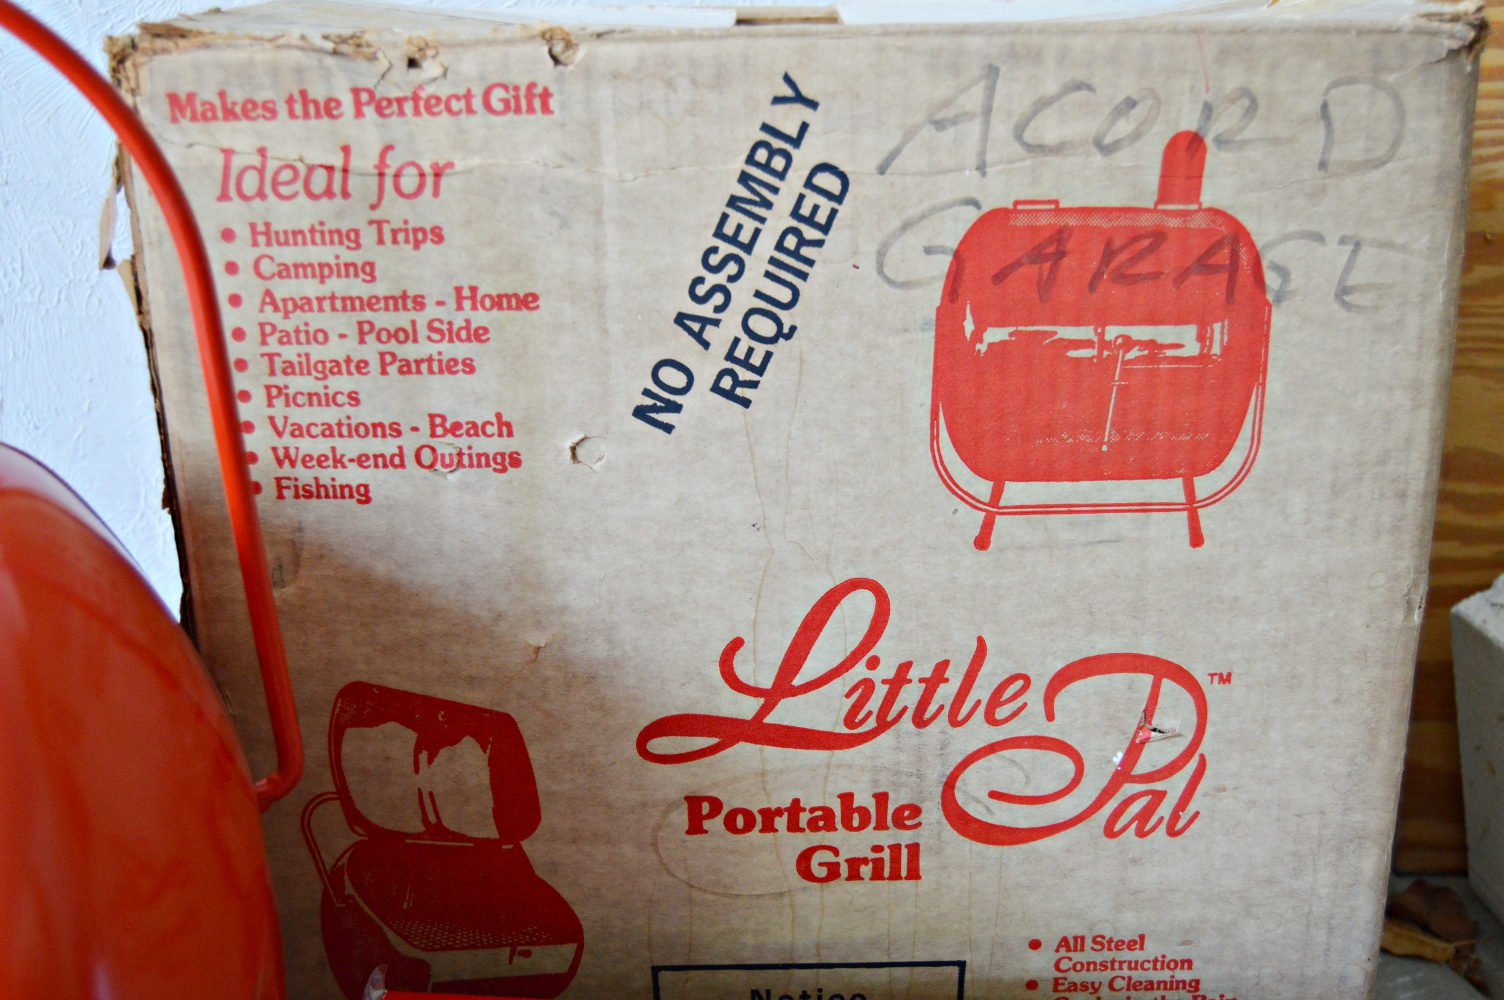 Makes the Perfect Gift
Ideal for
• Hunting Trips
• Camping
• Apartments - Home
• Patio - Pool Side
• Tailgate Parties
• Picnics
• Vacations - Beach
• Week-end Outings
• Fishing
NO ASSEMBLY
REQUIRED
ACORD
GARAGE
Little Pal™
Portable
Grill
• All Steel
Construction
• Easy Cleaning
Notice